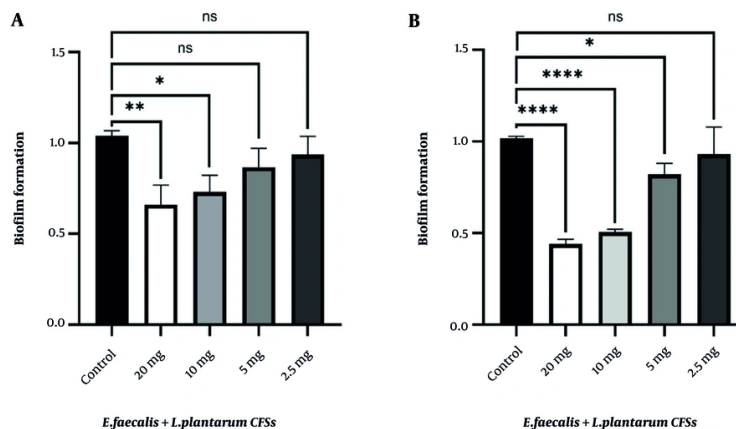 A
ns
ns
*
**
1.5
1.0
0.5
0.0
Biofilm formation
Control
20 mg
10 mg
5 mg
2.5 mg
E.faecalis + L.plantarum CFSs
B
ns
*
****
****
1.5
1.0
0.5
0.0
Biofilm formation
Control
20 mg
10 mg
5 mg
2.5 mg
E.faecalis + L.plantarum CFSs